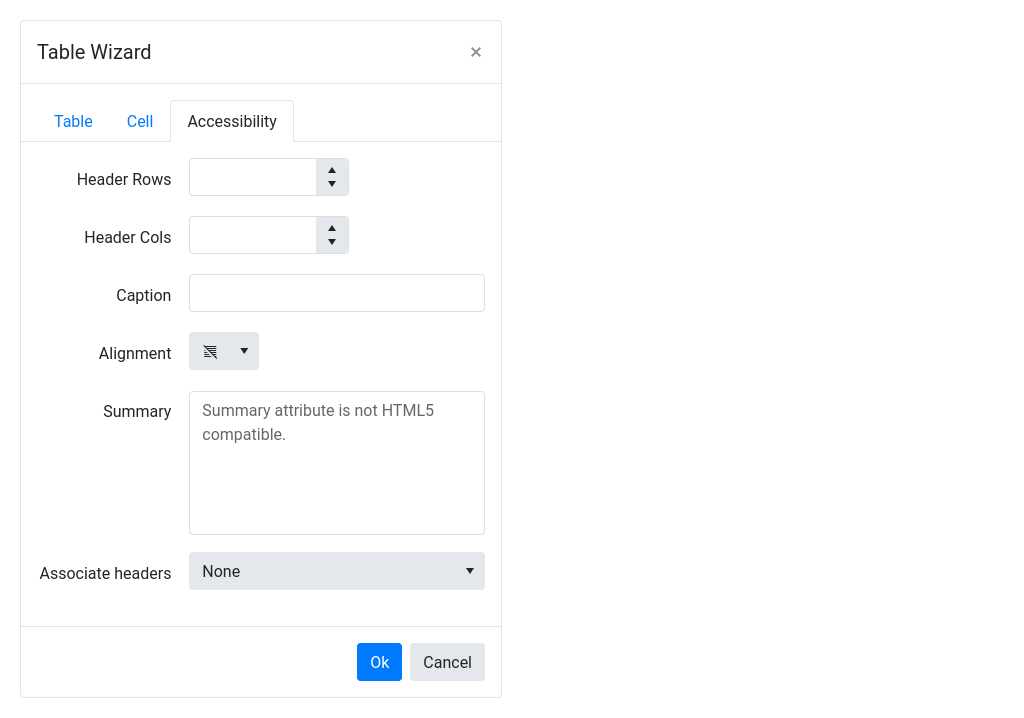 Table Wizard
×
Table Cell Accessibility
Header Rows
Header Cols
Caption
Alignment
Summary
Summary attribute is not HTML5
compatible.
Associate headers None
Ok Cancel